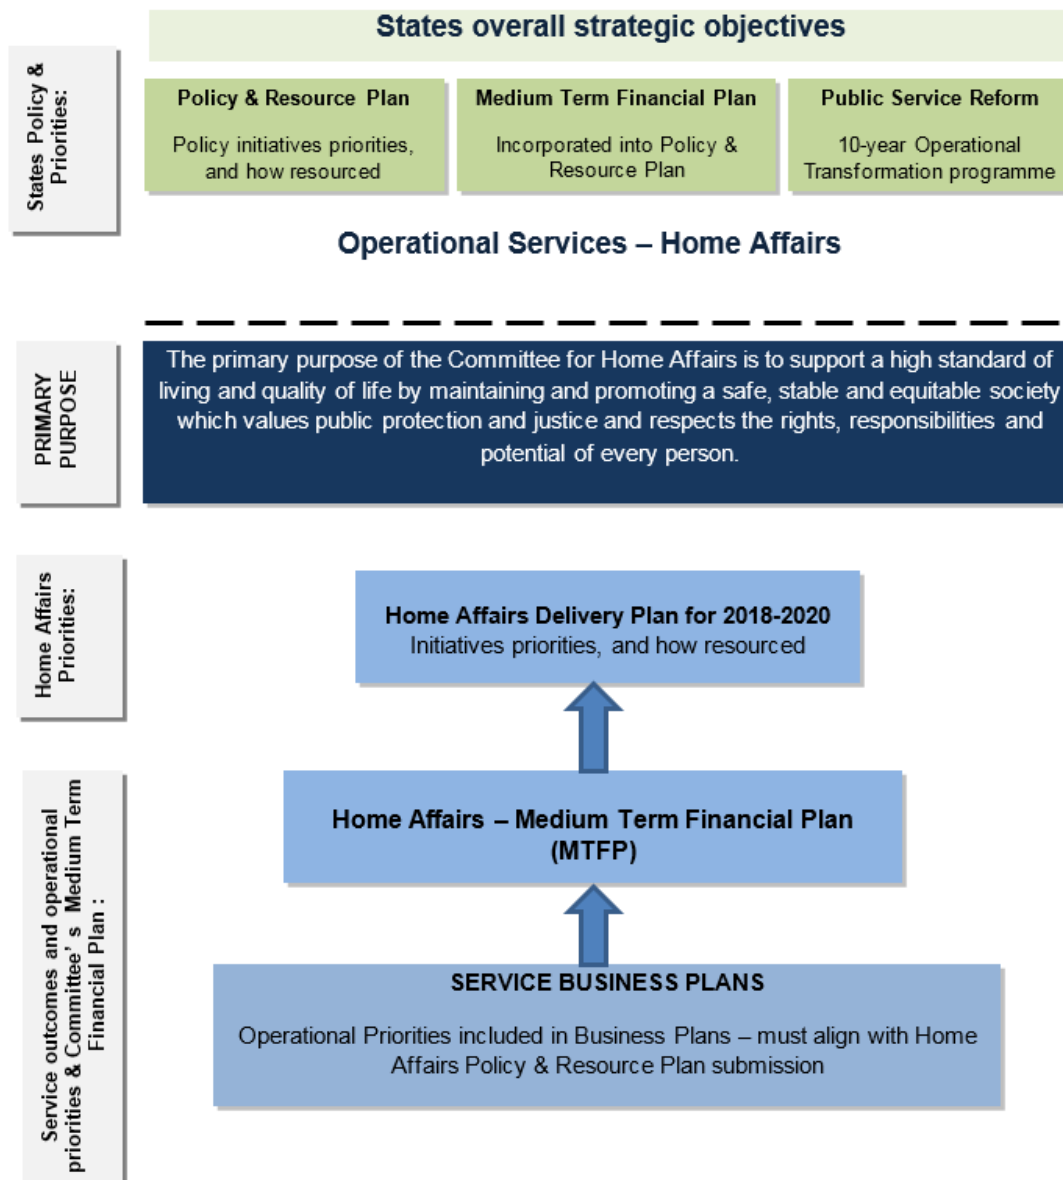 States overall strategic objectives
States Policy &
Priorities:
Policy & Resource Plan
Policy initiatives priorities,
and how resourced
Medium Term Financial Plan
Incorporated into Policy &
Resource Plan
Public Service Reform
10-year Operational
Transformation programme
Operational Services – Home Affairs
PRIMARY
PURPOSE
The primary purpose of the Committee for Home Affairs is to support a high standard of
living and quality of life by maintaining and promoting a safe, stable and equitable society
which values public protection and justice and respects the rights, responsibilities and
potential of every person.
Home Affairs
Priorities:
Home Affairs Delivery Plan for 2018-2020
Initiatives priorities, and how resourced
Service outcomes and operational
priorities & Committee' s Medium Term
Financial Plan :
Home Affairs – Medium Term Financial Plan
(MTFP)
SERVICE BUSINESS PLANS
Operational Priorities included in Business Plans – must align with Home
Affairs Policy & Resource Plan submission